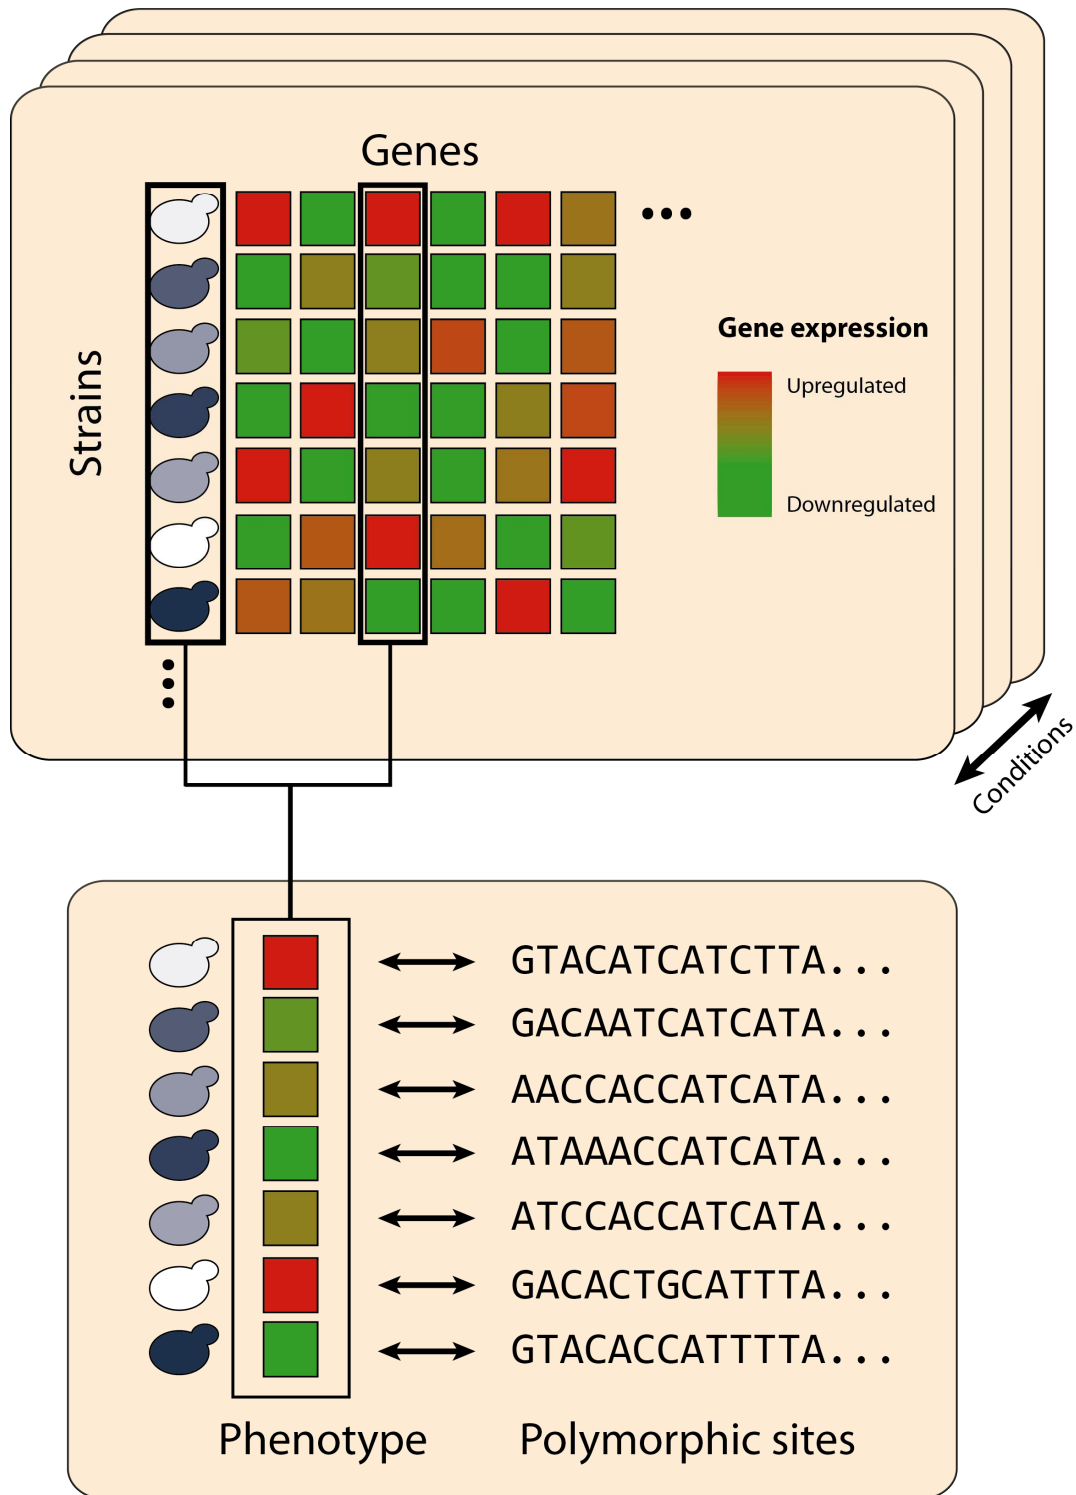 Genes
...
Strains
Gene expression
Upregulated
Downregulated
...
Conditions
GTACATCATCTTA...
GACAATCATCATA...
AACCACCATCATA...
ATAAACCATCATA...
ATCCACCATCATA...
GACACTGCATTTA...
GTACACCATTTTA...
Phenotype
Polymorphic sites